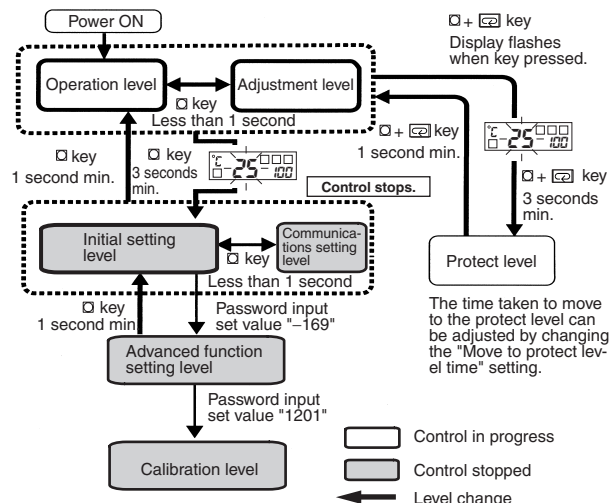 Power ON
Operation level
Adjustment level
key
Less than 1 second
+ key
Display flashes
when key pressed.
°C
25
100
+ key
1 second min.
+ key
3 seconds
min.
key
1 second min.
key
3 seconds
min.
°C
25
100
Control stops.
Initial setting
level
Communica-
tions setting
level
key
Less than 1 second
Protect level
The time taken to move
to the protect level can
be adjusted by changing
the "Move to protect lev-
el time" setting.
key
1 second min
Password input
set value "–169"
Advanced function
setting level
Password input
set value "1201"
Calibration level
Control in progress
Control stopped
Level change